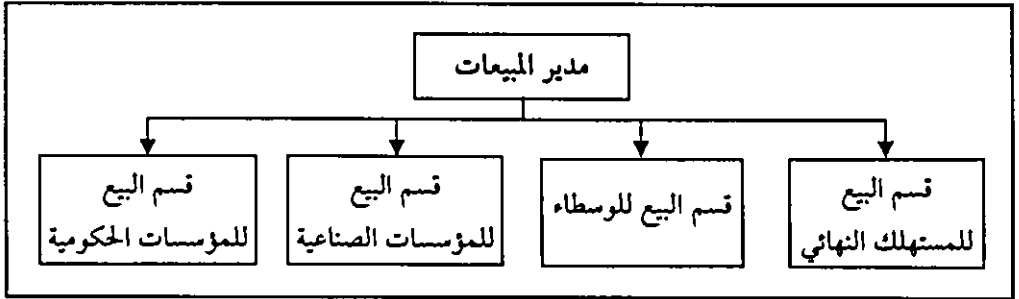 مدير المبيعات
قسم البيع
للمستهلك النهائي
قسم البيع للوسطاء
قسم البيع
للمؤسسات الصناعية
قسم البيع
للمؤسسات الحكومية